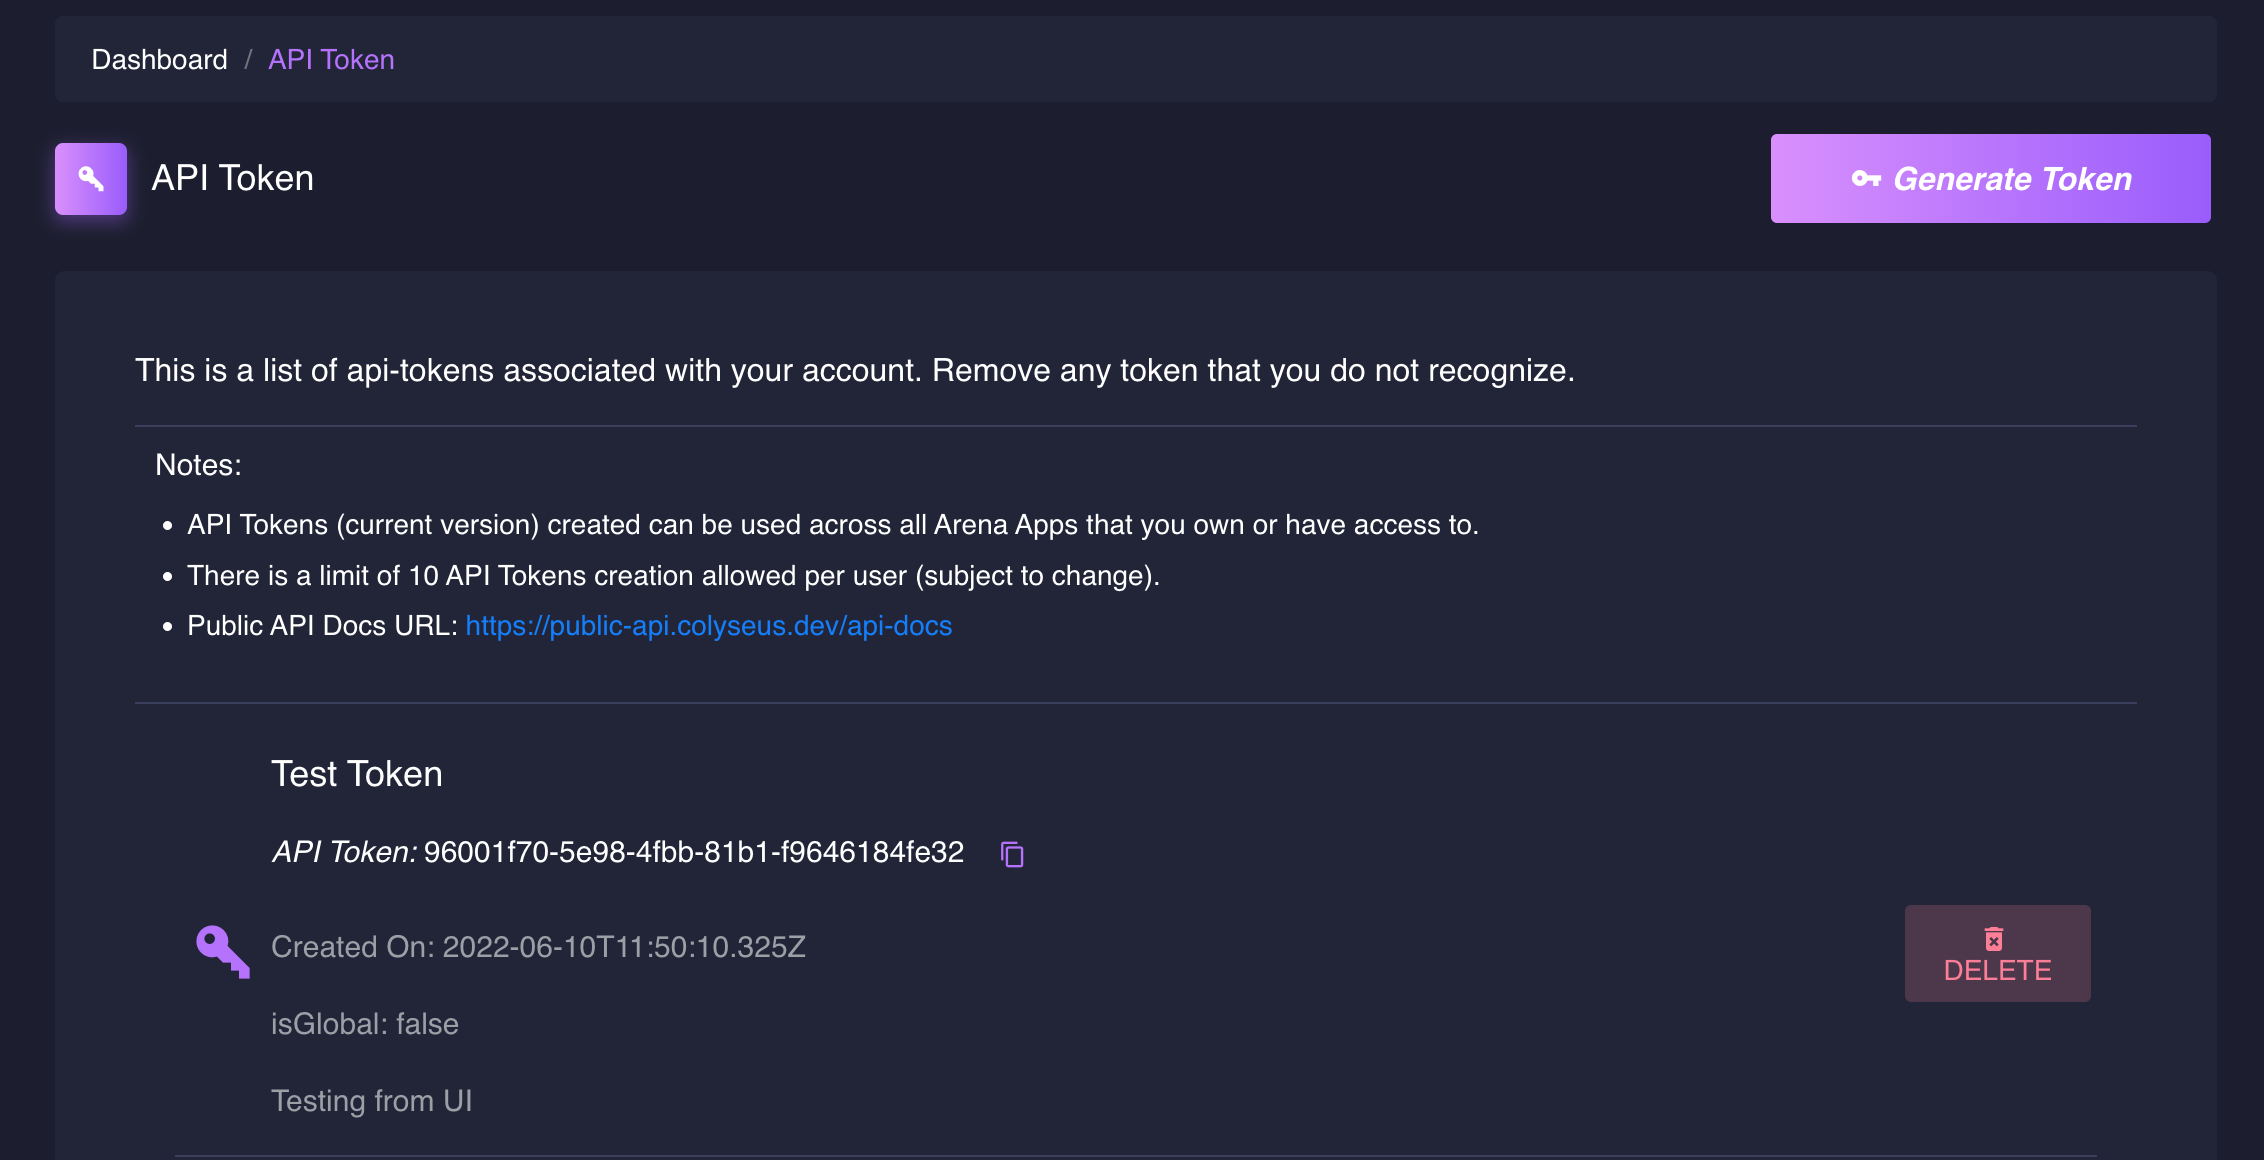 Dashboard / API Token
API Token
Generate Token
This is a list of api-tokens associated with your account. Remove any token that you do not recognize.
Notes:
• API Tokens (current version) created can be used across all Arena Apps that you own or have access to.
• There is a limit of 10 API Tokens creation allowed per user (subject to change).
• Public API Docs URL: https://public-api.colyseus.dev/api-docs
Test Token
API Token: 96001f70-5e98-4fbb-81b1-f9646184fe32
Created On: 2022-06-10T11:50:10.325Z
DELETE
isGlobal: false
Testing from UI